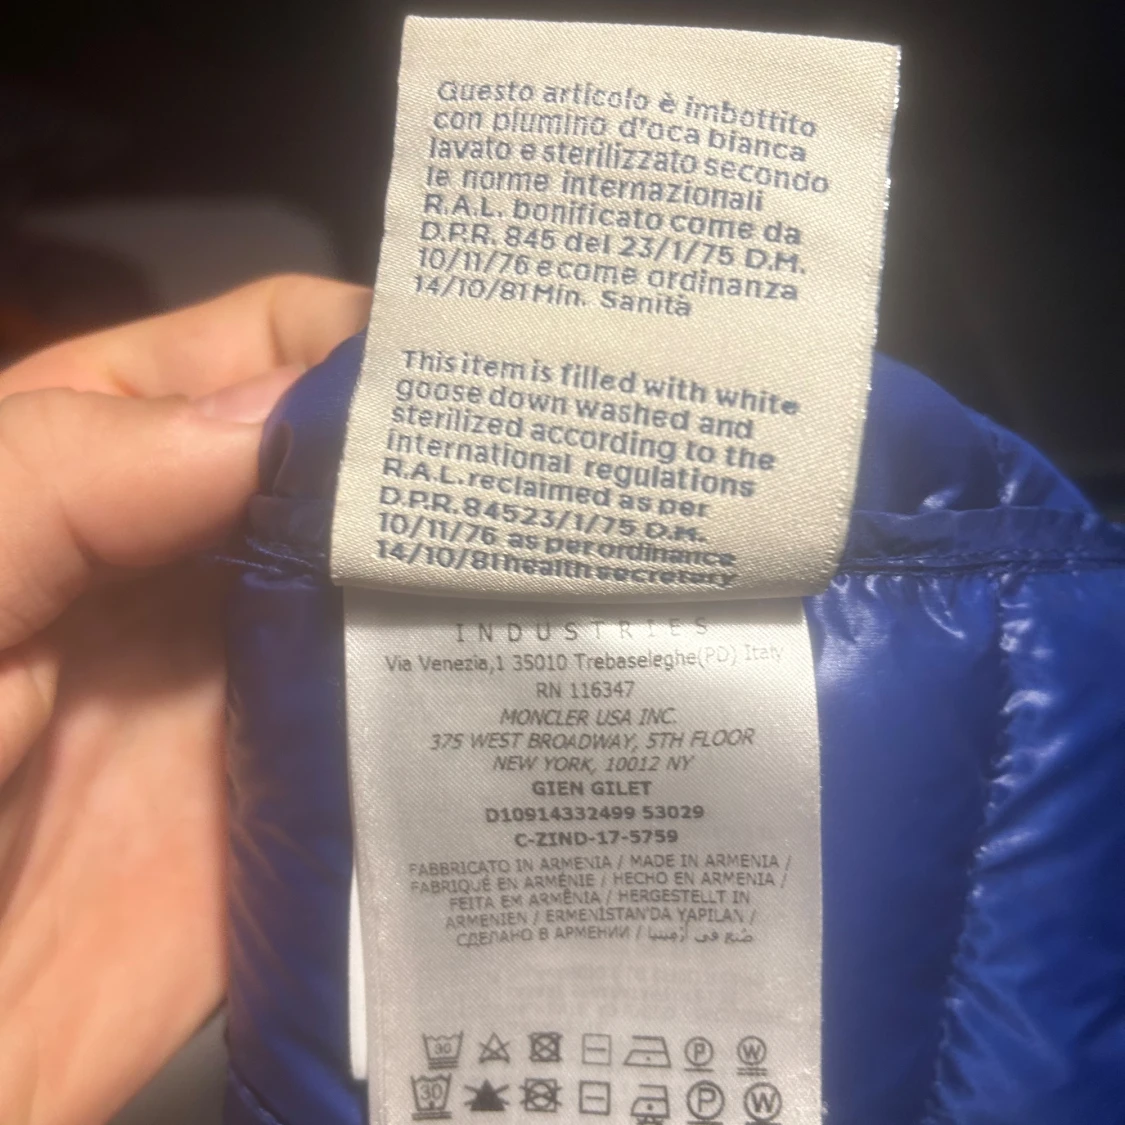 Questo articolo è imbottito
con piumino d'oca bianca
lavato e sterilizzato secondo
le norme internazionali
R.A.L. bonificato come da
D.P.R. 845 del 23/1/75 D.M.
10/11/76 e come ordinanza
14/10/81 Min. Sanità
This item is filled with white
goose down washed and
sterilized according to the
international regulations
R.A.L. reclaimed as per
D.P.R. 845 23/1/75 D.M.
10/11/76 as per ordinance
14/10/81 health secretary
INDUSTRIES
Via Venezia,1 35010 Trebaseleghe(PD) Italy
RN 116347
MONCLER USA INC.
375 WEST BROADWAY, 5TH FLOOR
NEW YORK, 10012 NY
GIEN GILET
D10914332499 53029
C-ZIND-17-5759
FABBRICATO IN ARMENIA / MADE IN ARMENIA /
FABRIQUÉ EN ARMÉNIE / HECHO EN ARMENIA /
FEITA EM ARMÊNIA / HERGESTELLT IN
ARMENIEN / ERMENİSTAN'DA YAPILAN /
СДЕЛАНО В АРМЕНИИ / صنع في أرمينيا
30 P W
30 P W